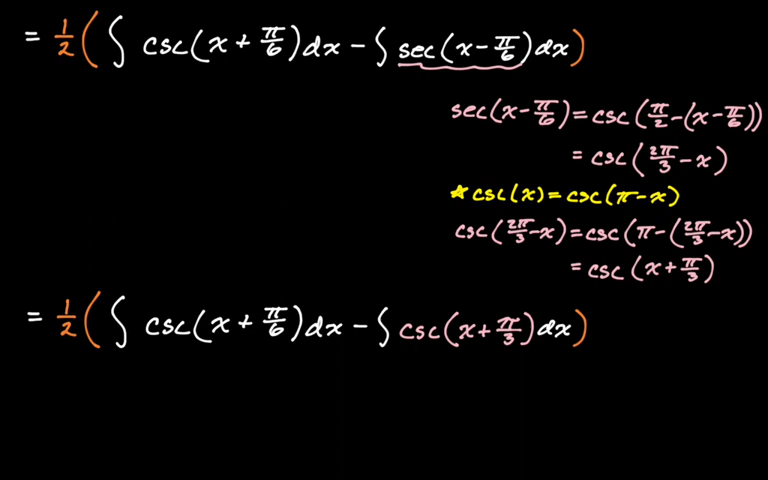 = 1/2 ( ∫ csc(x + π/6) dx − ∫ sec(x − π/6) dx )
sec(x − π/6) = csc(π/2 − (x − π/6))
= csc(2π/3 − x)
★ csc(x) = csc(π − x)
csc(2π/3 − x) = csc(π − (2π/3 − x))
= csc(x + π/3)
= 1/2 ( ∫ csc(x + π/6) dx − ∫ csc(x + π/3) dx )